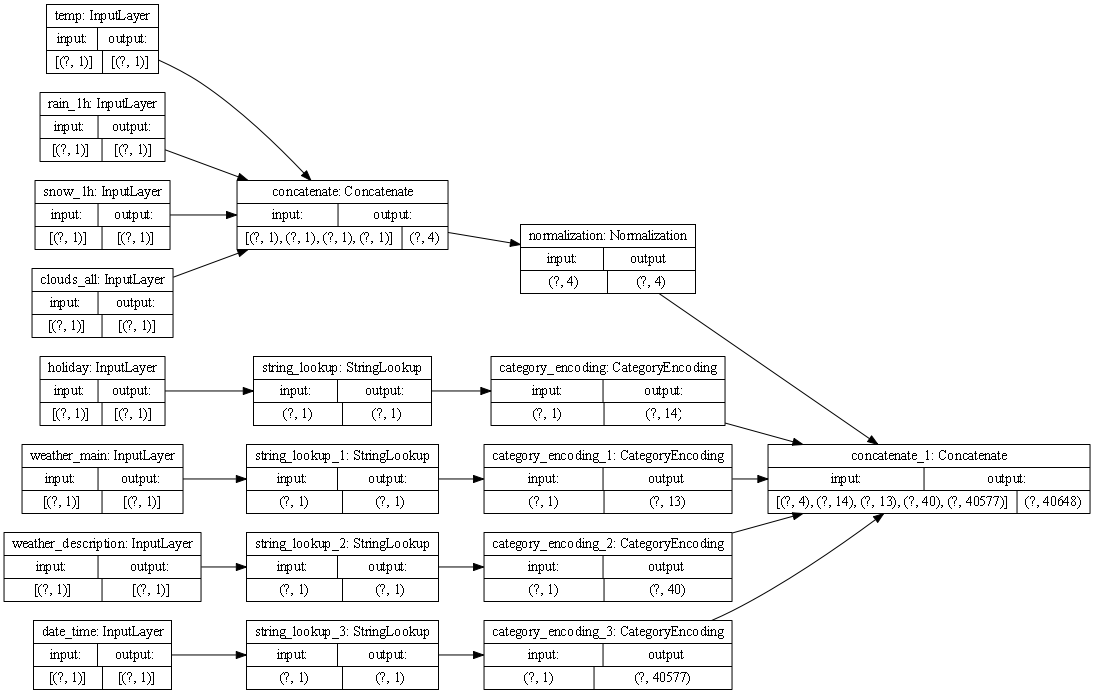 temp: InputLayer
input: output:
[(?, 1)] [(?, 1)]
rain_1h: InputLayer
input: output:
[(?, 1)] [(?, 1)]
snow_1h: InputLayer
input: output:
[(?, 1)] [(?, 1)]
clouds_all: InputLayer
input: output:
[(?, 1)] [(?, 1)]
concatenate: Concatenate
input: output:
[(?, 1), (?, 1), (?, 1), (?, 1)] (?, 4)
normalization: Normalization
input: output
(?, 4) (?, 4)
holiday: InputLayer
input: output:
[(?, 1)] [(?, 1)]
string_lookup: StringLookup
input: output:
(?, 1) (?, 1)
category_encoding: CategoryEncoding
input: output:
(?, 1) (?, 14)
weather_main: InputLayer
input: output:
[(?, 1)] [(?, 1)]
string_lookup_1: StringLookup
input: output:
(?, 1) (?, 1)
category_encoding_1: CategoryEncoding
input: output
(?, 1) (?, 13)
concatenate_1: Concatenate
input: output:
[(?, 4), (?, 14), (?, 13), (?, 40), (?, 40577)] (?, 40648)
weather_description: InputLayer
input: output:
[(?, 1)] [(?, 1)]
string_lookup_2: StringLookup
input: output:
(?, 1) (?, 1)
category_encoding_2: CategoryEncoding
input: output
(?, 1) (?, 40)
date_time: InputLayer
input: output:
[(?, 1)] [(?, 1)]
string_lookup_3: StringLookup
input: output:
(?, 1) (?, 1)
category_encoding_3: CategoryEncoding
input: output
(?, 1) (?, 40577)